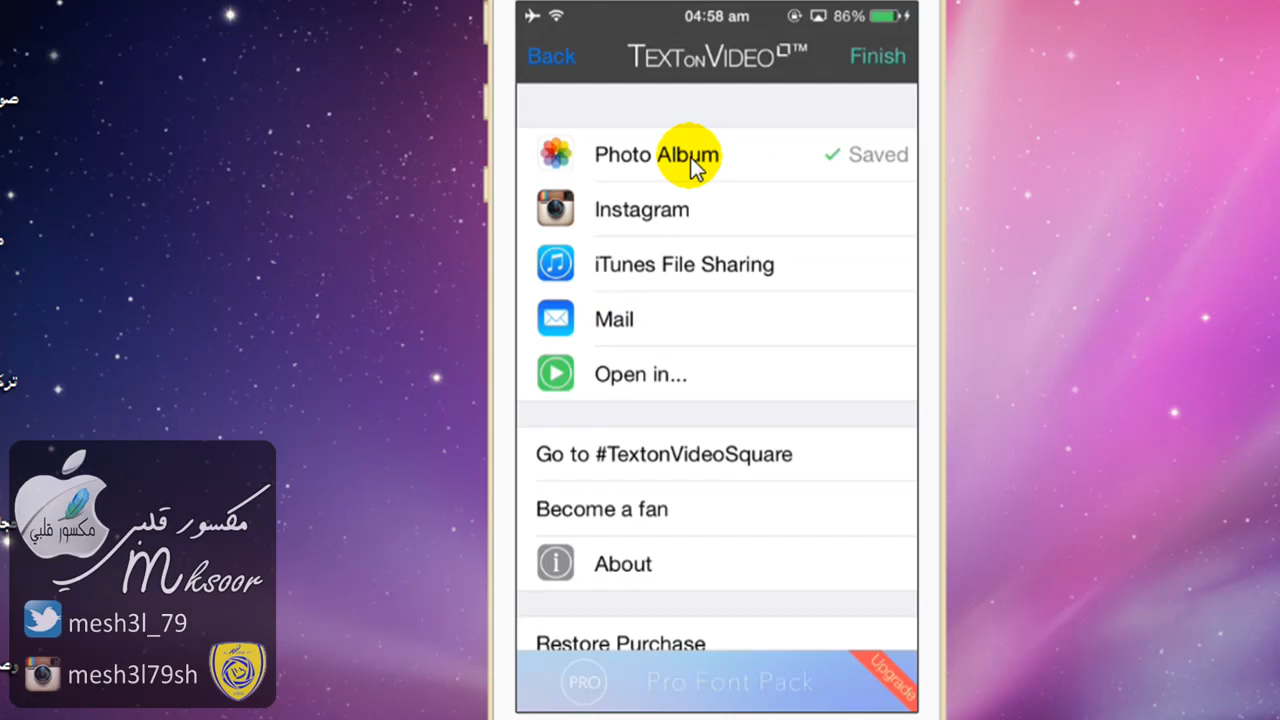 04:58 am
86%
Back
TEXTONVIDEO™
Finish
Photo Album
Saved
Instagram
iTunes File Sharing
Mail
Open in...
Go to #TextonVideoSquare
Become a fan
About
Restore Purchase
PRO
Pro Font Pack
Upgrade
مكسور قلبي
مكسور قلبي
mksoor
mesh3l_79
mesh3l79sh